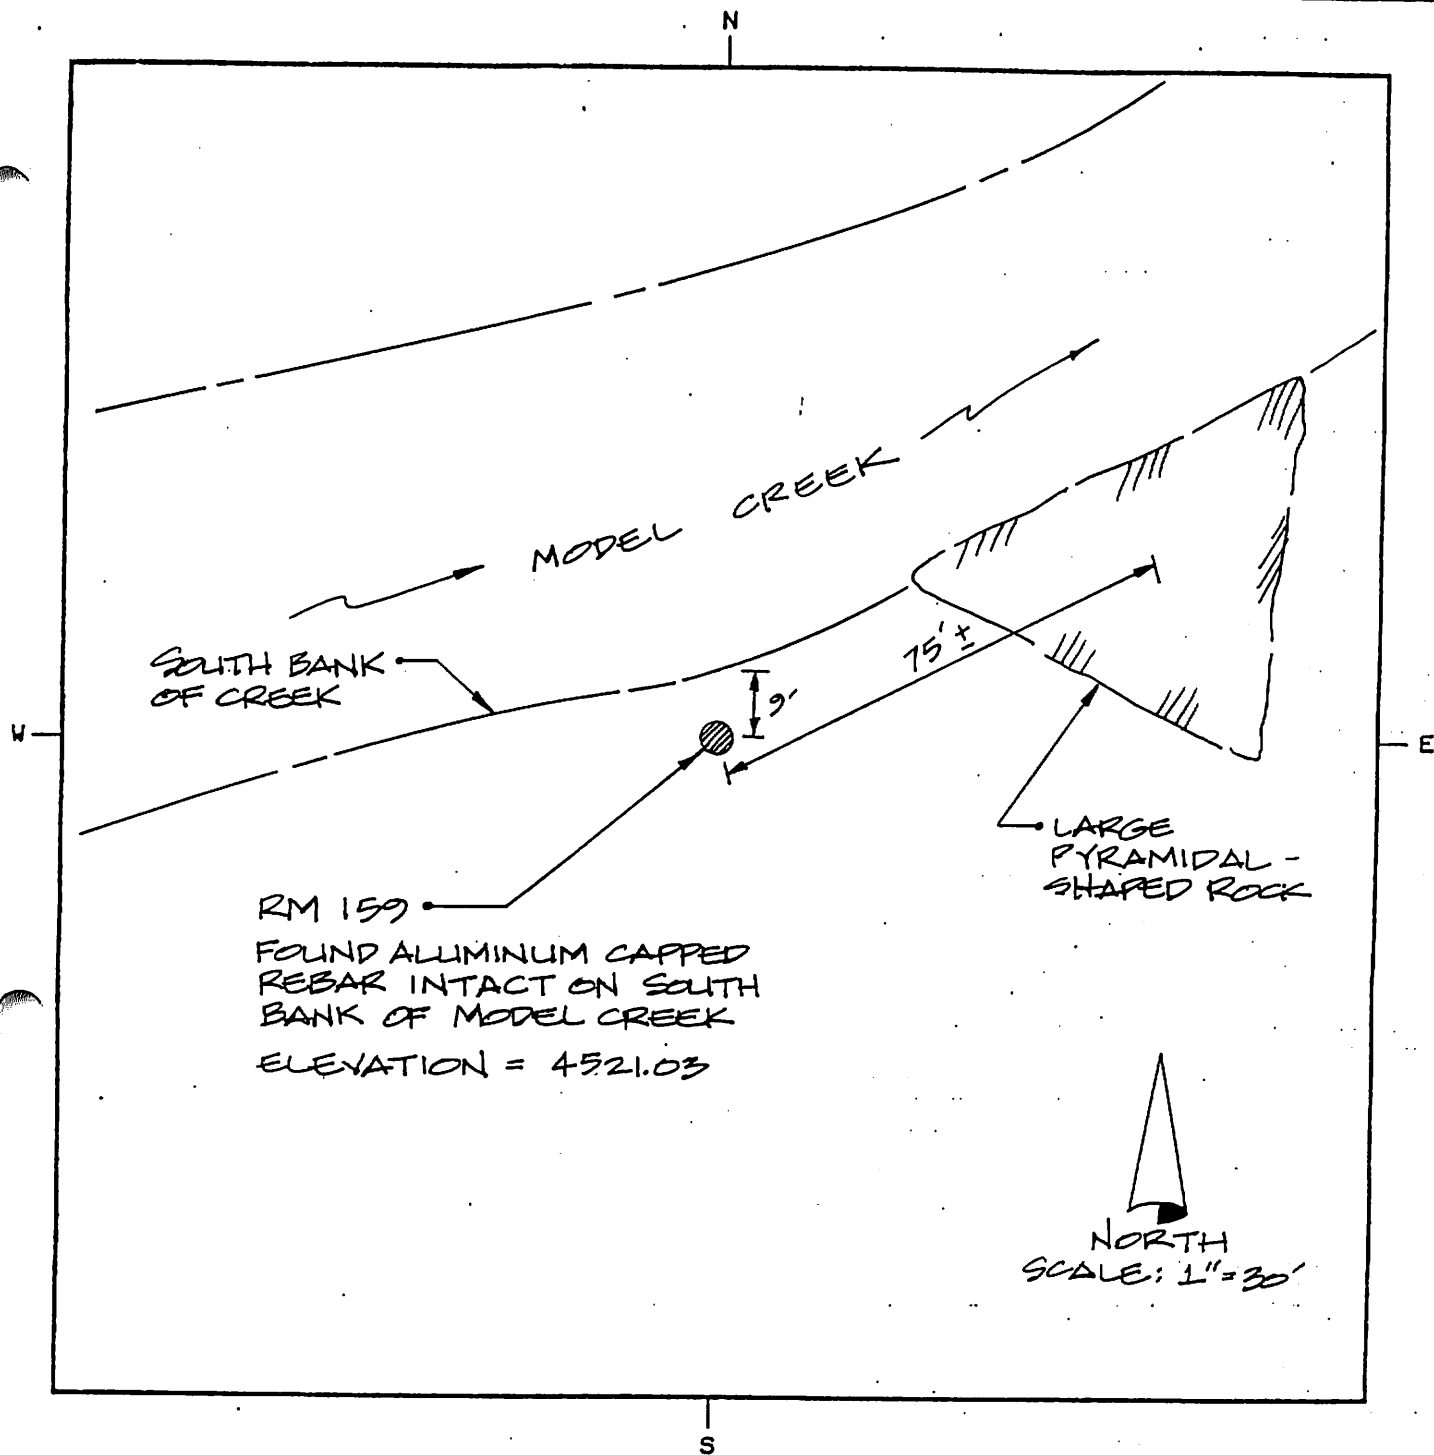 N
MODEL CREEK
SOUTH BANK
OF CREEK
75'±
9'
W
E
LARGE
PYRAMIDAL-
SHAPED ROCK
RM 159
FOUND ALUMINUM CAPPED
REBAR INTACT ON SOUTH
BANK OF MODEL CREEK
ELEVATION = 4521.03
NORTH
SCALE: 1"=30'
S